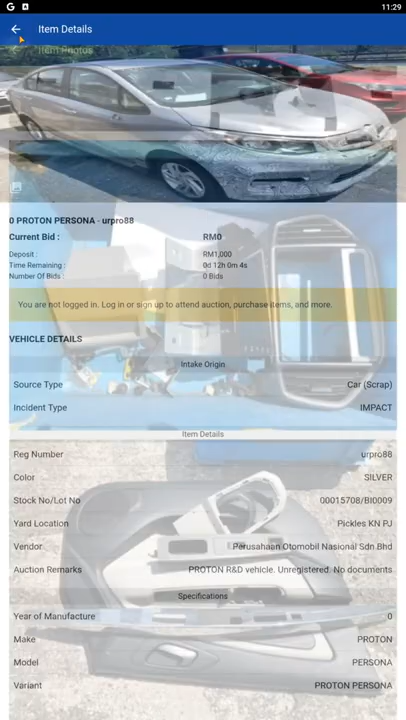 11:29
Item Details
Item Photos
0 PROTON PERSONA - urpro88
Current Bid : RM0
Deposit : RM1,000
Time Remaining : 0d 12h 0m 4s
Number Of Bids : 0 Bids
You are not logged in. Log in or sign up to attend auction, purchase items, and more.
VEHICLE DETAILS
Intake Origin
Source Type Car (Scrap)
Incident Type IMPACT
Item Details
Reg Number urpro88
Color SILVER
Stock No/Lot No 00015708/BI0009
Yard Location Pickles KN PJ
Vendor Perusahaan Otomobil Nasional Sdn Bhd
Auction Remarks PROTON R&D vehicle. Unregistered. No documents
Specifications
Year of Manufacture 0
Make PROTON
Model PERSONA
Variant PROTON PERSONA